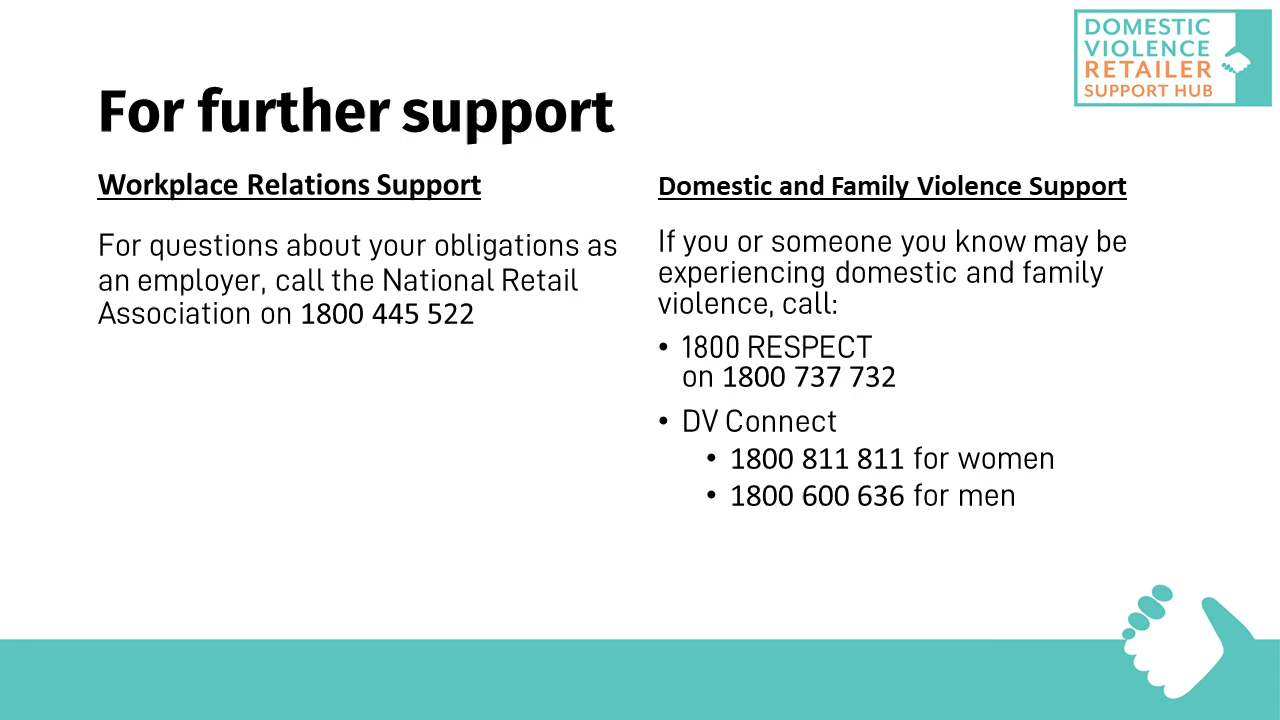 DOMESTIC
VIOLENCE
RETAILER
SUPPORT HUB
For further support
Workplace Relations Support
For questions about your obligations as
an employer, call the National Retail
Association on 1800 445 522
Domestic and Family Violence Support
If you or someone you know may be
experiencing domestic and family
violence, call:
• 1800 RESPECT
on 1800 737 732
• DV Connect
• 1800 811 811 for women
• 1800 600 636 for men